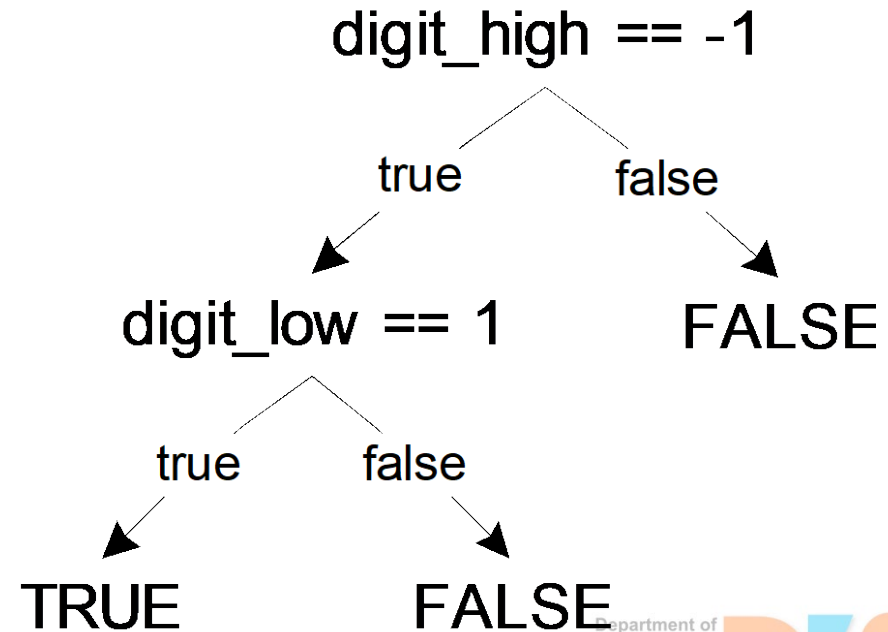 digit_high == -1
true
false
digit_low == 1
FALSE
true
false
TRUE
FALSE
Department of